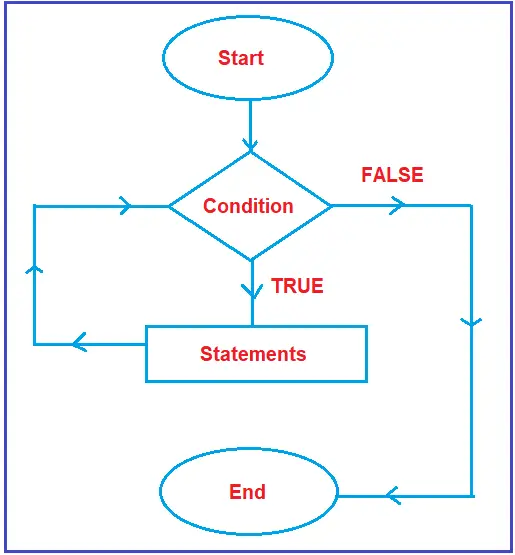 Start
FALSE
Condition
TRUE
Statements
End